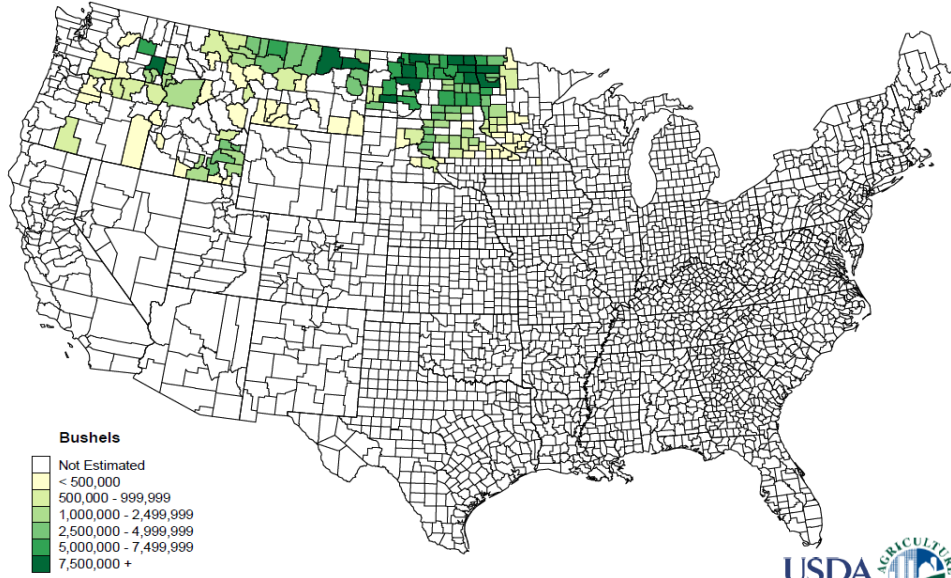 Bushels
Not Estimated
< 500,000
500,000 - 999,999
1,000,000 - 2,499,999
2,500,000 - 4,999,999
5,000,000 - 7,499,999
7,500,000 +
USDA
AGRICULTURE